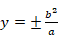 y = ± b²/a